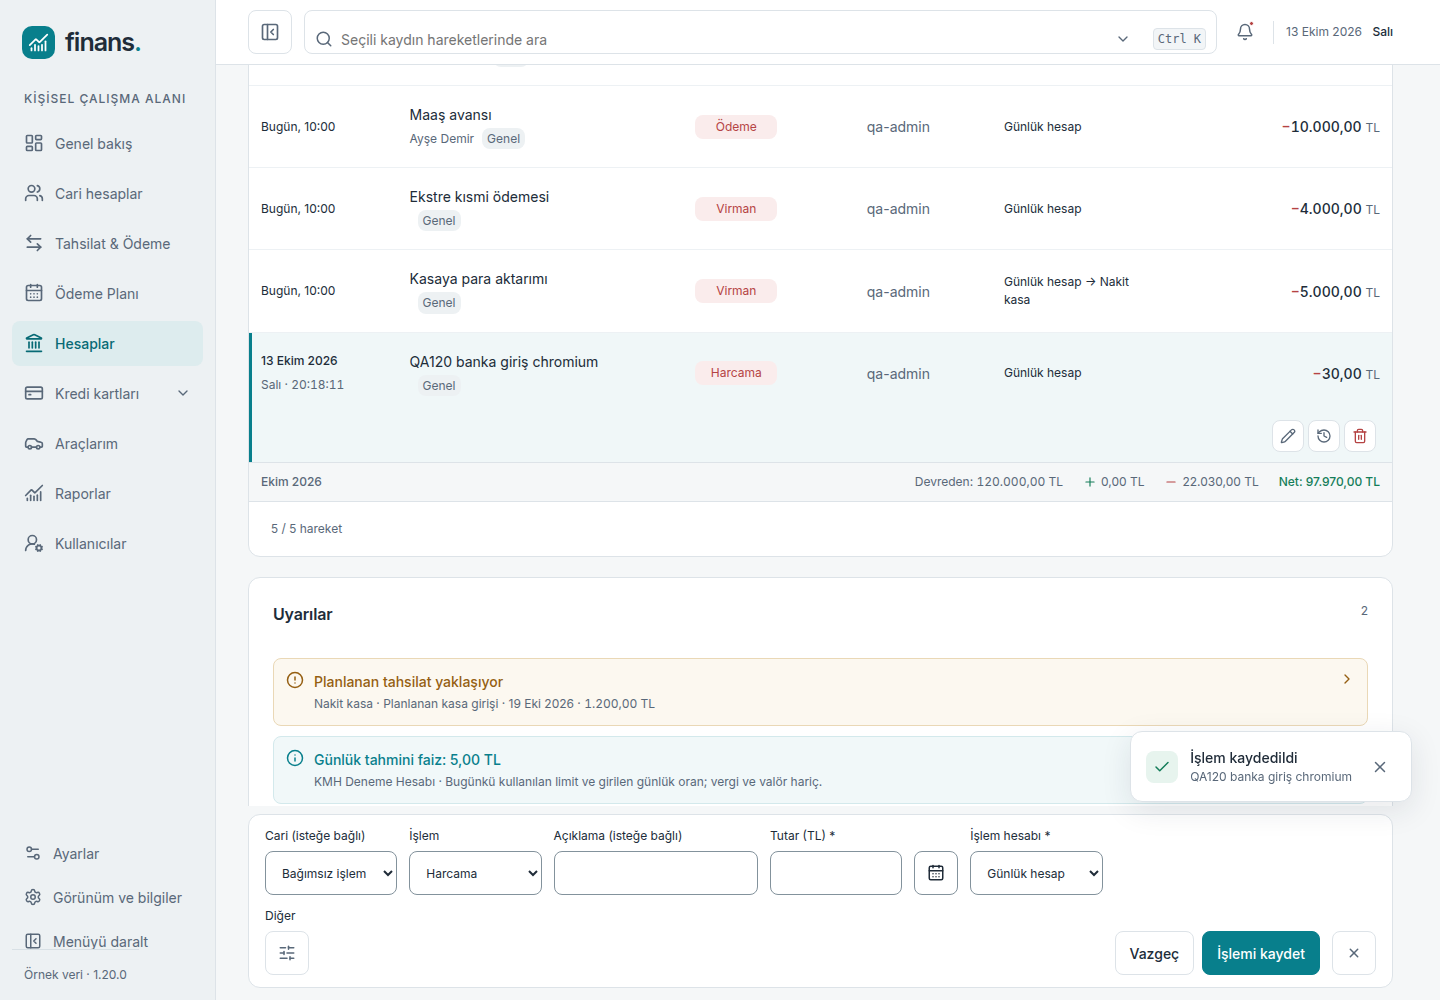 finans.
KİŞİSEL ÇALIŞMA ALANI
Genel bakış
Cari hesaplar
Tahsilat & Ödeme
Ödeme Planı
Hesaplar
Kredi kartları
Araçlarım
Raporlar
Kullanıcılar
Ayarlar
Görünüm ve bilgiler
Menüyü daralt
Örnek veri · 1.20.0
Seçili kaydın hareketlerinde ara
Ctrl K
13 Ekim 2026 Salı
Bugün, 10:00
Maaş avansı
Ayşe Demir Genel
Ödeme
qa-admin
Günlük hesap
−10.000,00 TL
Bugün, 10:00
Ekstre kısmi ödemesi
Genel
Virman
qa-admin
Günlük hesap
−4.000,00 TL
Bugün, 10:00
Kasaya para aktarımı
Genel
Virman
qa-admin
Günlük hesap → Nakit
kasa
−5.000,00 TL
13 Ekim 2026
Salı · 20:18:11
QA120 banka giriş chromium
Genel
Harcama
qa-admin
Günlük hesap
−30,00 TL
Ekim 2026
Devreden: 120.000,00 TL + 0,00 TL − 22.030,00 TL Net: 97.970,00 TL
5 / 5 hareket
Uyarılar
2
Planlanan tahsilat yaklaşıyor
Nakit kasa · Planlanan kasa girişi · 19 Eki 2026 · 1.200,00 TL
Günlük tahmini faiz: 5,00 TL
KMH Deneme Hesabı · Bugünkü kullanılan limit ve girilen günlük oran; vergi ve valör hariç.
İşlem kaydedildi
QA120 banka giriş chromium
Cari (isteğe bağlı)
Bağımsız işlem
İşlem
Harcama
Açıklama (isteğe bağlı)
Tutar (TL) *
İşlem hesabı *
Günlük hesap
Diğer
Vazgeç
İşlemi kaydet